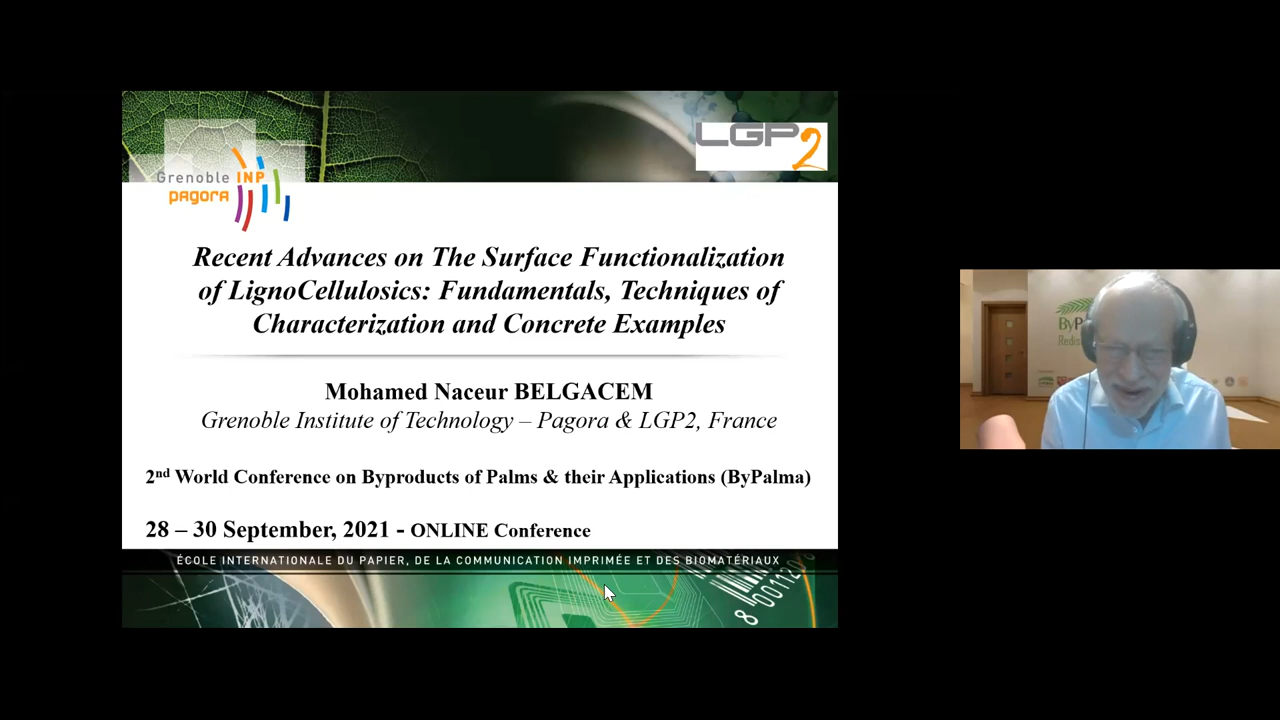 LGP2
Grenoble INP
pagora
Recent Advances on The Surface Functionalization
of LignoCellulosics: Fundamentals, Techniques of
Characterization and Concrete Examples
Mohamed Naceur BELGACEM
Grenoble Institute of Technology – Pagora & LGP2, France
2nd World Conference on Byproducts of Palms & their Applications (ByPalma)
28 – 30 September, 2021 - ONLINE Conference
ÉCOLE INTERNATIONALE DU PAPIER, DE LA COMMUNICATION IMPRIMÉE ET DES BIOMATÉRIAUX